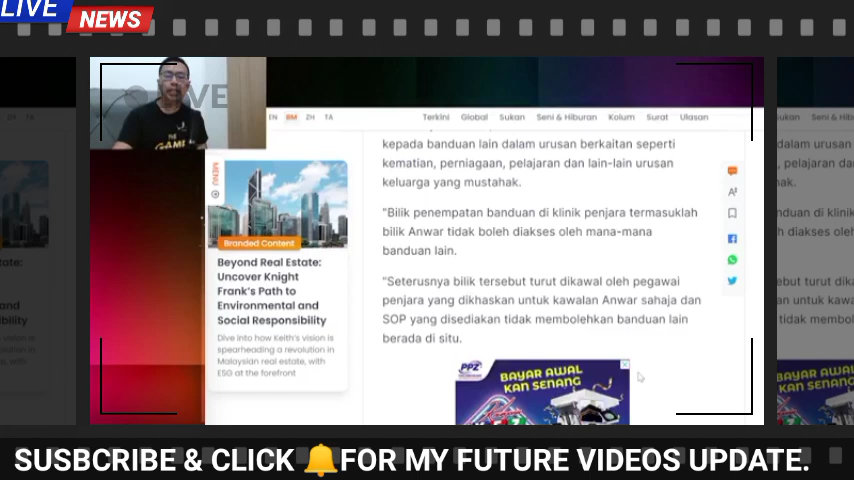 LIVE
NEWS
LIVE
EN BM ZH TA
Terkini Global Sukan Seni & Hiburan Kolum Surat Ulasan
kepada banduan lain dalam urusan berkaitan seperti
kematian, perniagaan, pelajaran dan lain-lain urusan
keluarga yang mustahak.
"Bilik penempatan banduan di klinik penjara termasuklah
bilik Anwar tidak boleh diakses oleh mana-mana
banduan lain.
"Seterusnya bilik tersebut turut dikawal oleh pegawai
penjara yang dikhaskan untuk kawalan Anwar sahaja dan
SOP yang disediakan tidak membolehkan banduan lain
berada di situ.
MENU
Branded Content
Beyond Real Estate:
Uncover Knight
Frank's Path to
Environmental and
Social Responsibility
Dive into how Keith's vision is
spearheading a revolution in
Malaysian real estate, with
ESG at the forefront
PPZ
BAYAR AWAL
KAN SENANG
THE
GAME
SUSBCRIBE & CLICK 🔔FOR MY FUTURE VIDEOS UPDATE.